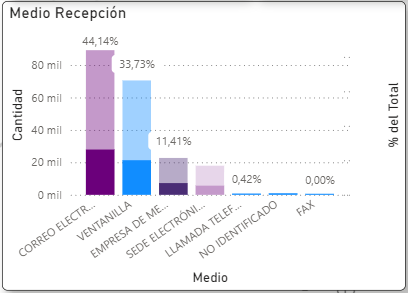 Medio Recepción
44,14%
33,73%
11,41%
0,42%
0,00%
80 mil
60 mil
40 mil
20 mil
0 mil
Cantidad
% del Total
CORREO ELECTR...
VENTANILLA
EMPRESA DE ME...
SEDE ELECTRÓNI...
LLAMADA TELEF...
NO IDENTIFICADO
FAX
Medio